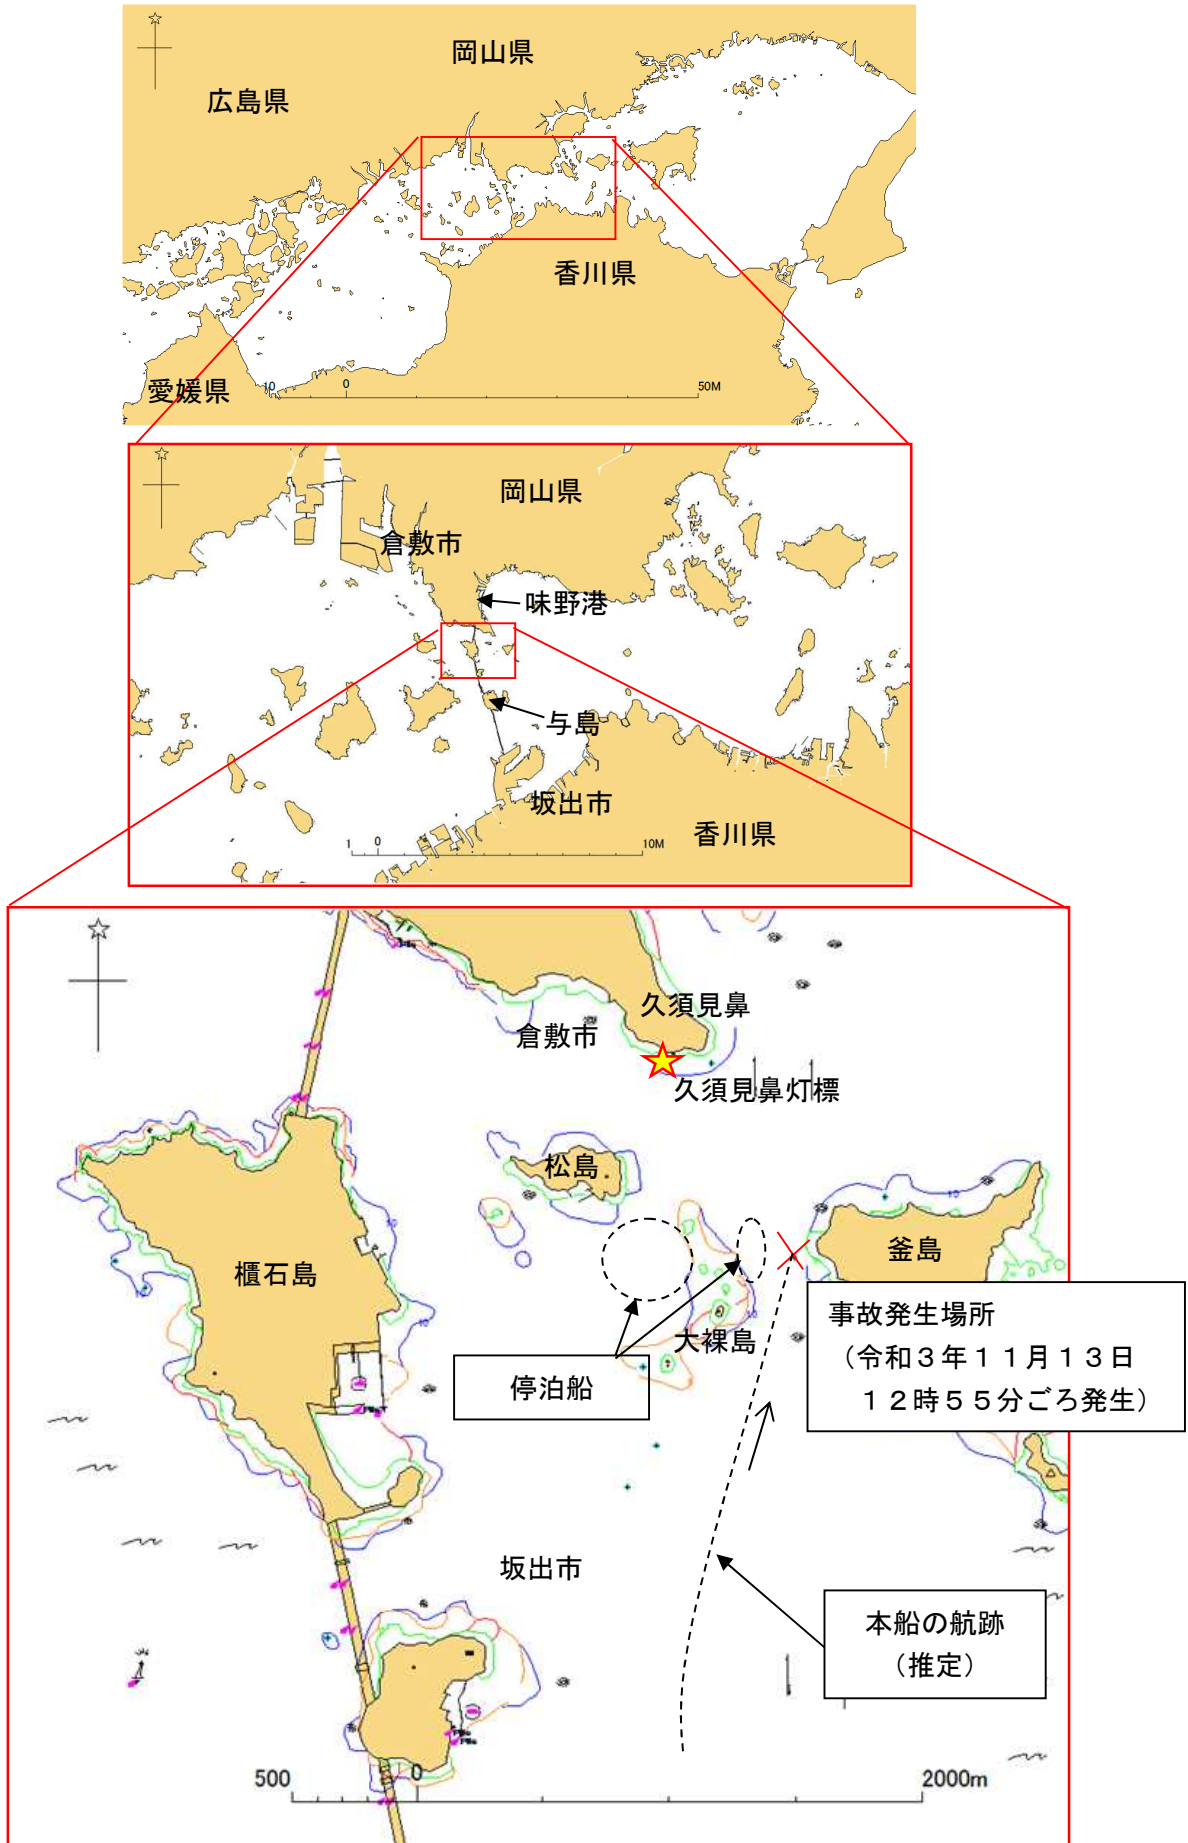 岡山県
広島県
香川県
愛媛県
10 0 50M
岡山県
倉敷市
味野港
与島
坂出市
香川県
1 0 10M
久須見鼻
倉敷市
久須見鼻灯標
松島
釜島
櫃石島
大裸島
停泊船
事故発生場所
（令和３年１１月１３日
１２時５５分ごろ発生）
坂出市
本船の航跡
（推定）
500 0 2000m